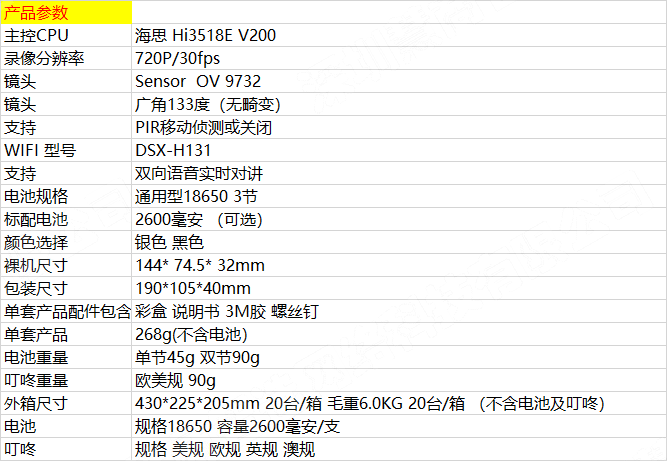 产品参数
主控CPU 海思 Hi3518E V200
录像分辨率 720P/30fps
镜头 Sensor OV 9732
镜头 广角133度（无畸变）
支持 PIR移动侦测或关闭
WIFI 型号 DSX-H131
支持 双向语音实时对讲
电池规格 通用型18650 3节
标配电池 2600毫安 （可选）
颜色选择 银色 黑色
裸机尺寸 144* 74.5* 32mm
包装尺寸 190*105*40mm
单套产品配件包含 彩盒 说明书 3M胶 螺丝钉
单套产品 268g(不含电池）
电池重量 单节45g 双节90g
叮咚重量 欧美规 90g
外箱尺寸 430*225*205mm 20台/箱 毛重6.0KG 20台/箱 （不含电池及叮咚）
电池 规格18650 容量2600毫安/支
叮咚 规格 美规 欧规 英规 澳规